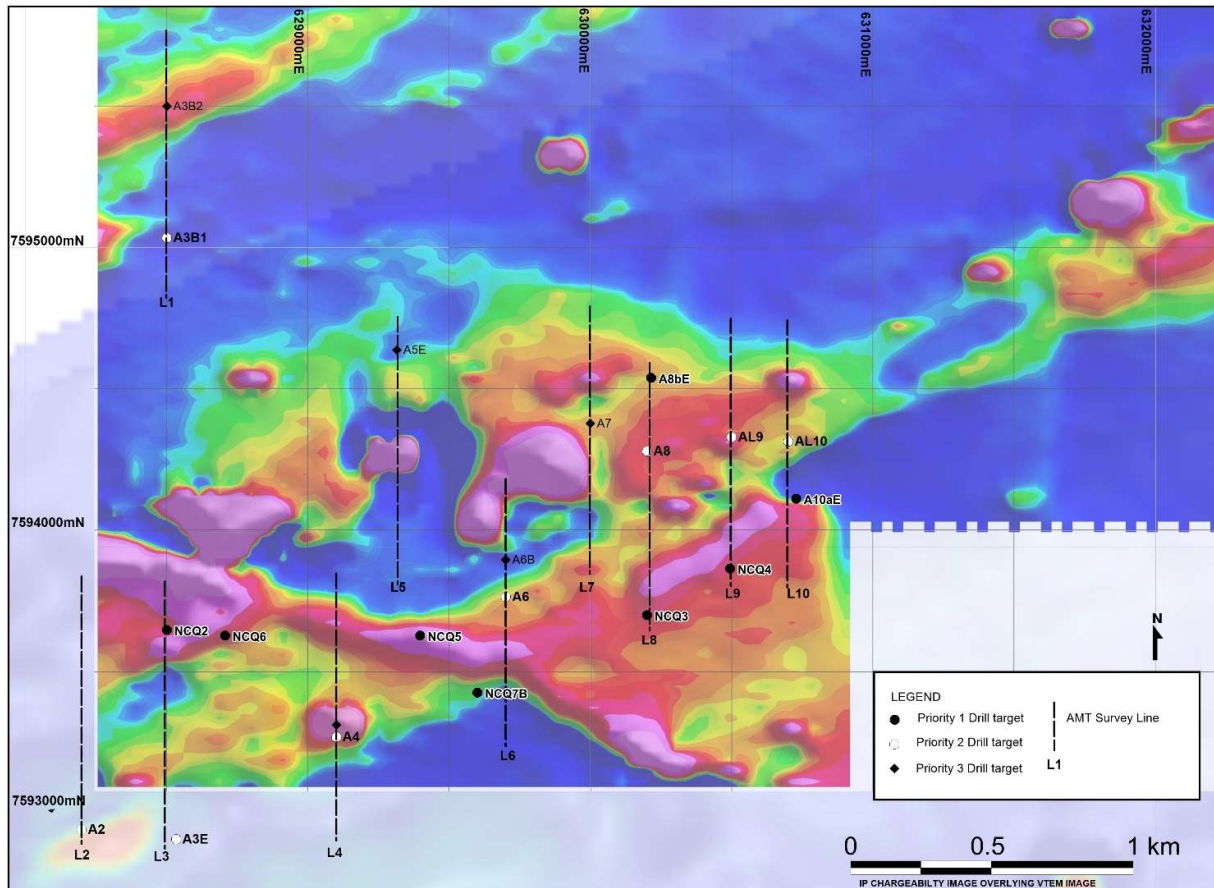 629000mE
630000mE
631000mE
632000mE
A3B2
7595000mN
A3B1
L1
A5E
A8bE
A7
AL9
AL10
A8
A10aE
7594000mN
A6B
L5
L7
NCQ4
L9
L10
A6
NCQ3
L8
NCQ2
NCQ6
NCQ5
N
NCQ7B
A4
L6
LEGEND
Priority 1 Drill target
Priority 2 Drill target
Priority 3 Drill target
AMT Survey Line
L1
7593000mN
A2
A3E
L2
L3
L4
0 0.5 1 km
IP CHARGEABILTY IMAGE OVERLYING VTEM IMAGE